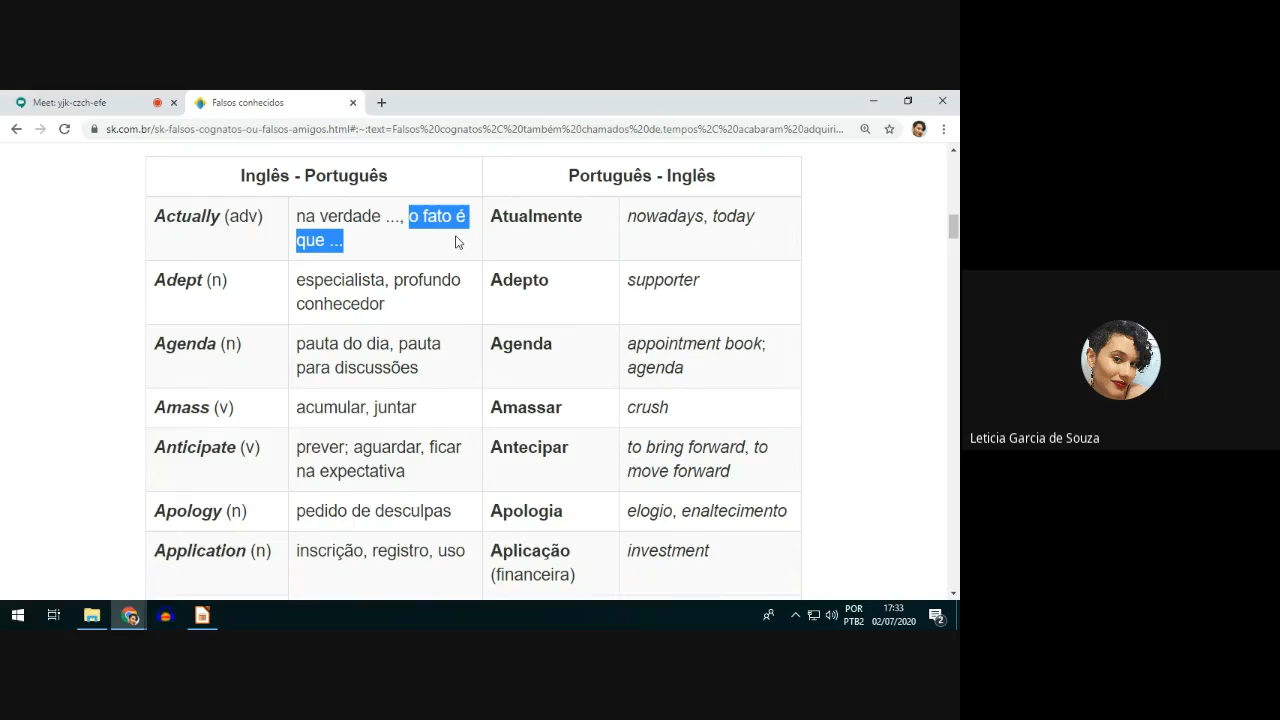 Meet: yjk-czch-efe
Falsos conhecidos
sk.com.br/sk-falsos-cognatos-ou-falsos-amigos.html#:~:text=Falsos%20cognatos%2C%20também%20chamados%20de,tempos%2C%20acabaram%20adquiri...
Inglês - Português Português - Inglês
Actually (adv) na verdade ..., o fato é Atualmente nowadays, today
que ...
Adept (n) especialista, profundo Adepto supporter
conhecedor
Agenda (n) pauta do dia, pauta Agenda appointment book;
para discussões agenda
Amass (v) acumular, juntar Amassar crush
Anticipate (v) prever; aguardar, ficar Antecipar to bring forward, to
na expectativa move forward
Apology (n) pedido de desculpas Apologia elogio, enaltecimento
Application (n) inscrição, registro, uso Aplicação investment
(financeira)
Leticia Garcia de Souza
POR 17:33
PTB2 02/07/2020 2